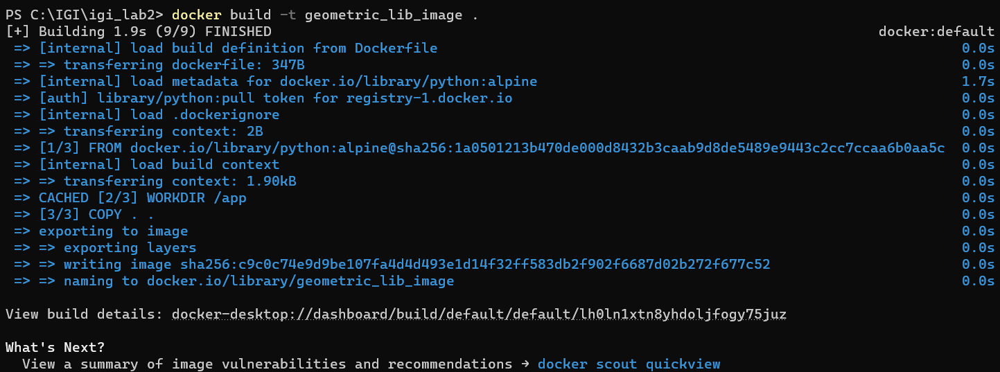 PS C:\IGI\igi_lab2> docker build -t geometric_lib_image .
[+] Building 1.9s (9/9) FINISHED docker:default
=> [internal] load build definition from Dockerfile 0.0s
=> => transferring dockerfile: 347B 0.0s
=> [internal] load metadata for docker.io/library/python:alpine 1.7s
=> [auth] library/python:pull token for registry-1.docker.io 0.0s
=> [internal] load .dockerignore 0.0s
=> => transferring context: 2B 0.0s
=> [1/3] FROM docker.io/library/python:alpine@sha256:1a0501213b470de000d8432b3caab9d8de5489e9443c2cc7ccaa6b0aa5c 0.0s
=> [internal] load build context 0.0s
=> => transferring context: 1.90kB 0.0s
=> CACHED [2/3] WORKDIR /app 0.0s
=> [3/3] COPY . . 0.0s
=> exporting to image 0.0s
=> => exporting layers 0.0s
=> => writing image sha256:c9c0c74e9d9be107fa4d4d493e1d14f32ff583db2f902f6687d02b272f677c52 0.0s
=> => naming to docker.io/library/geometric_lib_image 0.0s
View build details: docker-desktop://dashboard/build/default/default/lh0ln1xtn8yhdoljfogy75juz
What's Next?
View a summary of image vulnerabilities and recommendations → docker scout quickview